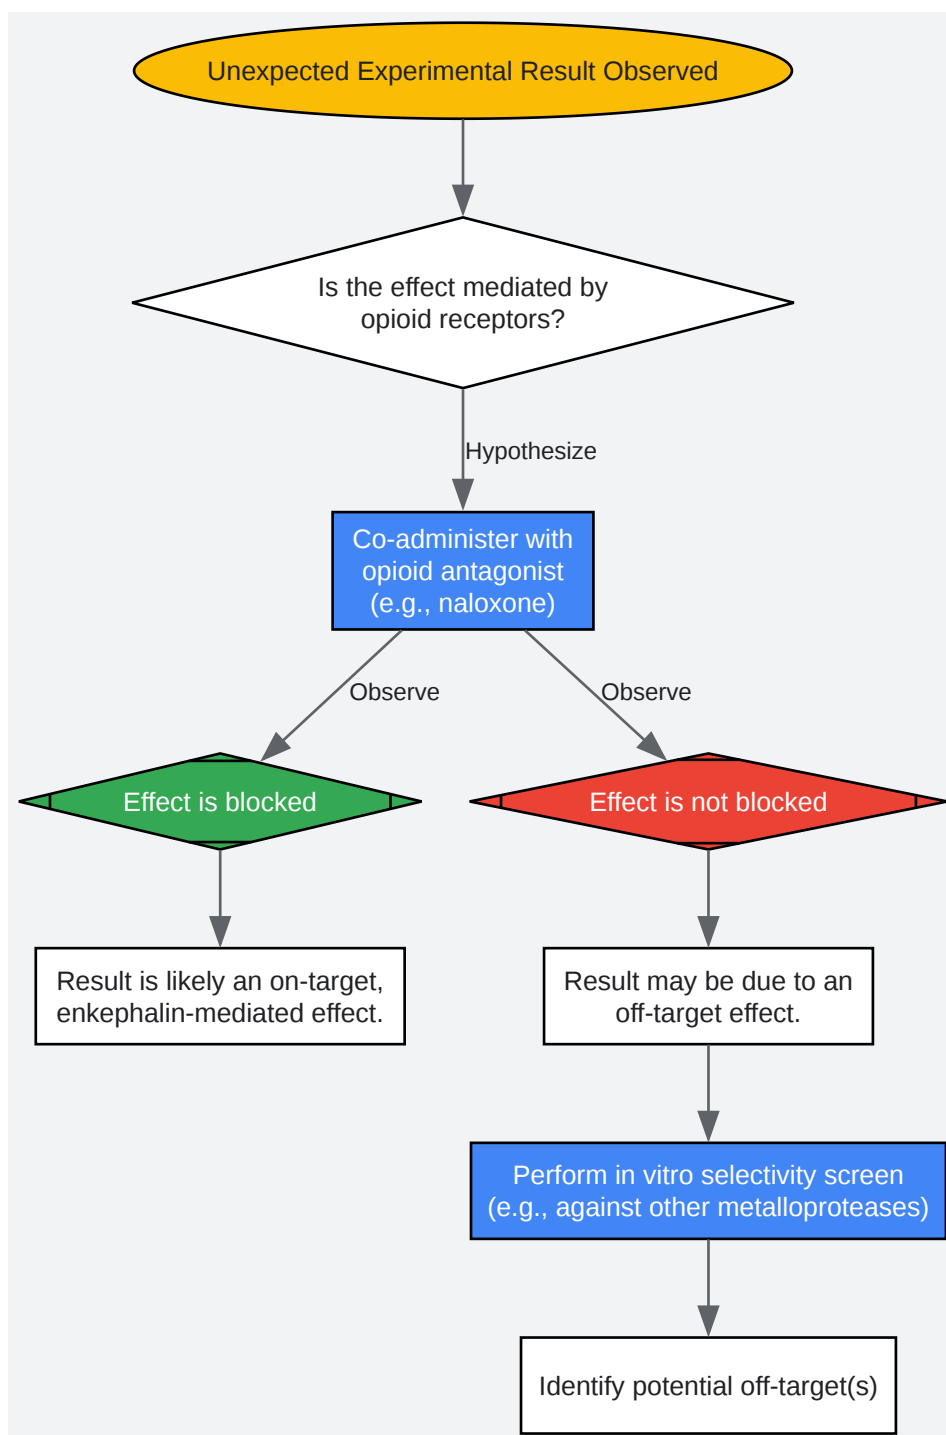 Unexpected Experimental Result Observed
Is the effect mediated by
opioid receptors?
Hypothesize
Co-administer with
opioid antagonist
(e.g., naloxone)
Observe
Observe
Effect is blocked
Effect is not blocked
Result is likely an on-target,
enkephalin-mediated effect.
Result may be due to an
off-target effect.
Perform in vitro selectivity screen
(e.g., against other metalloproteases)
Identify potential off-target(s)